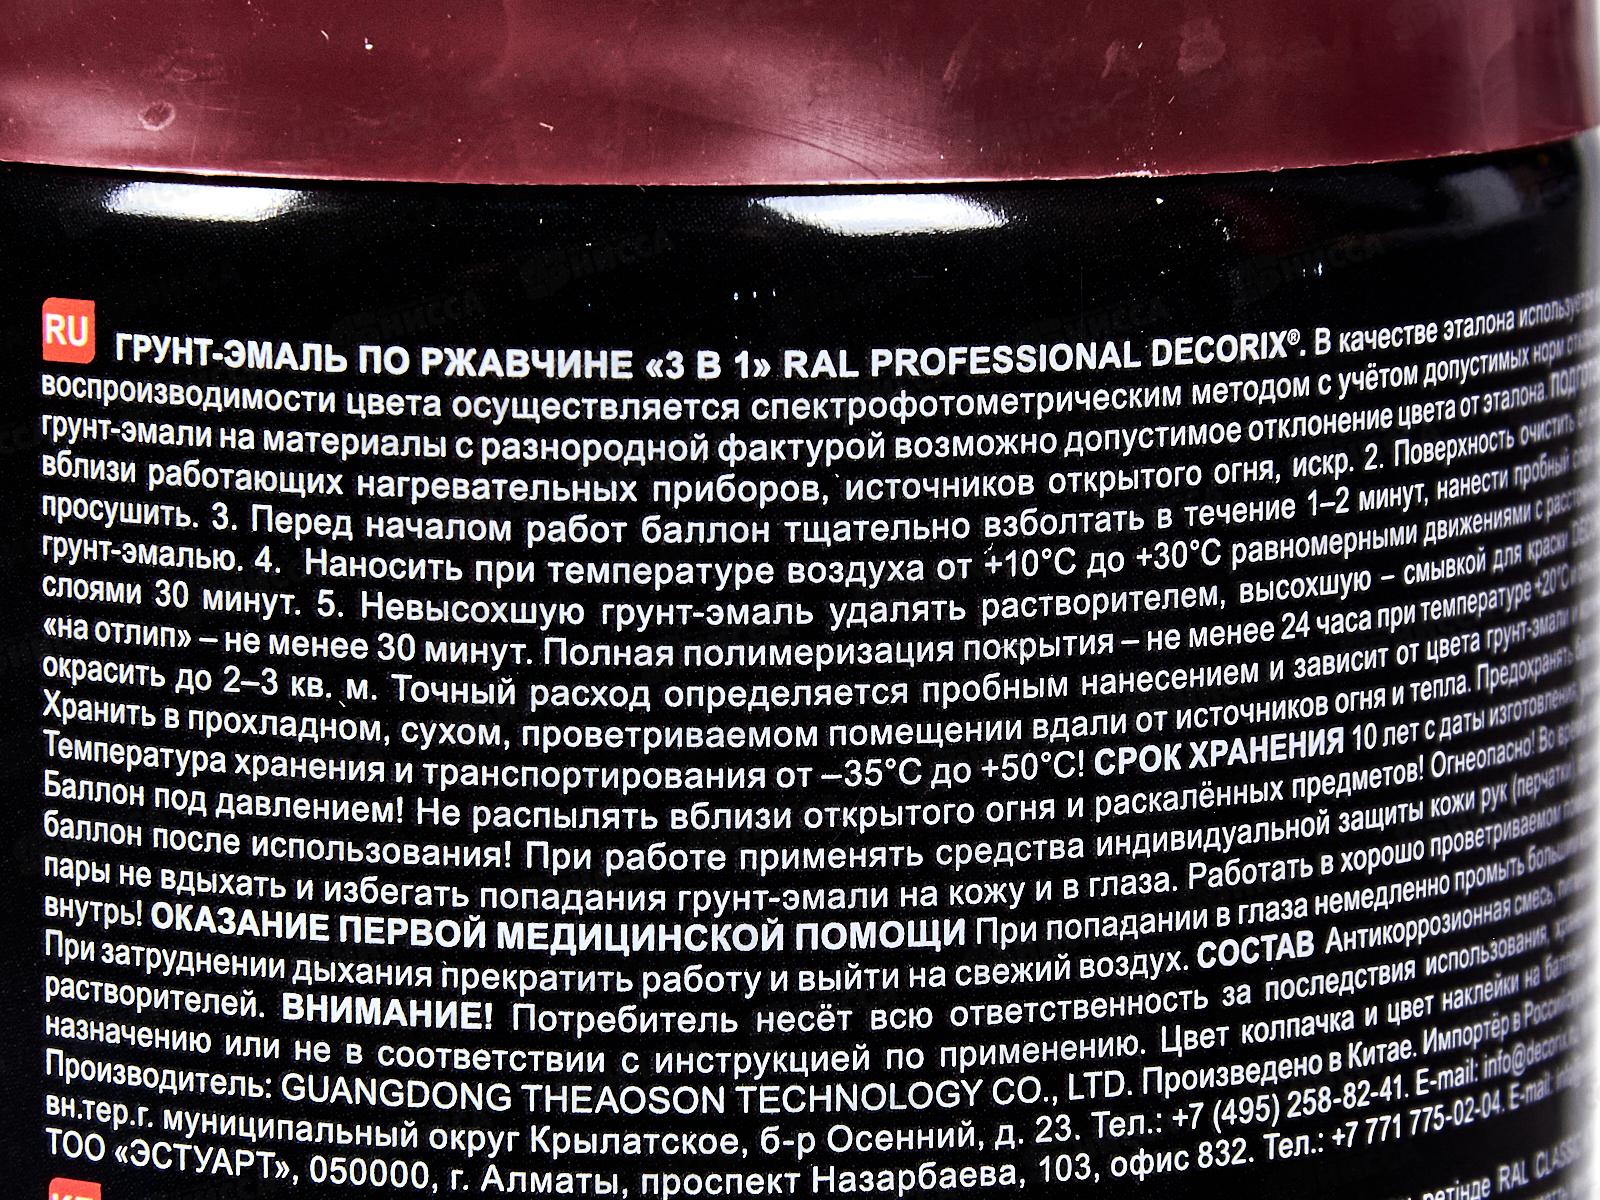 RU
ГРУНТ-ЭМАЛЬ ПО РЖАВЧИНЕ «3 В 1» RAL PROFESSIONAL DECORIX®. В качестве эталона используется
воспроизводимости цвета осуществляется спектрофотометрическим методом с учётом допустимых норм
грунт-эмали на материалы с разнородной фактурой возможно допустимое отклонение цвета от эталона.
вблизи работающих нагревательных приборов, источников открытого огня, искр. 2. Поверхность очистить от
просушить. 3. Перед началом работ баллон тщательно взболтать в течение 1–2 минут, нанести пробный
грунт-эмалью. 4. Наносить при температуре воздуха от +10°C до +30°C равномерными движениями с
слоями 30 минут. 5. Невысохшую грунт-эмаль удалять растворителем, высохшую – смывкой для краски
«на отлип» – не менее 30 минут. Полная полимеризация покрытия – не менее 24 часа при температуре +20°C и
окрасить до 2–3 кв. м. Точный расход определяется пробным нанесением и зависит от цвета грунт-эмали и
Хранить в прохладном, сухом, проветриваемом помещении вдали от источников огня и тепла. Предохранять
Температура хранения и транспортирования от –35°C до +50°C! СРОК ХРАНЕНИЯ 10 лет с даты изготовления,
Баллон под давлением! Не распылять вблизи открытого огня и раскалённых предметов! Огнеопасно! Во время
баллон после использования! При работе применять средства индивидуальной защиты кожи рук (перчатки),
пары не вдыхать и избегать попадания грунт-эмали на кожу и в глаза. Работать в хорошо проветриваемом
внутрь! ОКАЗАНИЕ ПЕРВОЙ МЕДИЦИНСКОЙ ПОМОЩИ При попадании в глаза немедленно промыть большим
При затруднении дыхания прекратить работу и выйти на свежий воздух. СОСТАВ Антикоррозионная смесь,
растворителей. ВНИМАНИЕ! Потребитель несёт всю ответственность за последствия использования,
назначению или не в соответствии с инструкцией по применению. Цвет колпачка и цвет наклейки на
Производитель: GUANGDONG THEAOSON TECHNOLOGY CO., LTD. Произведено в Китае. Импортёр в
вн.тер.г. муниципальный округ Крылатское, б-р Осенний, д. 23. Тел.: +7 (495) 258-82-41. E-mail:
ТОО «ЭСТУАРТ», 050000, г. Алматы, проспект Назарбаева, 103, офис 832. Тел.: +7 771 775-02-04. E-mail:
ретінде RAL